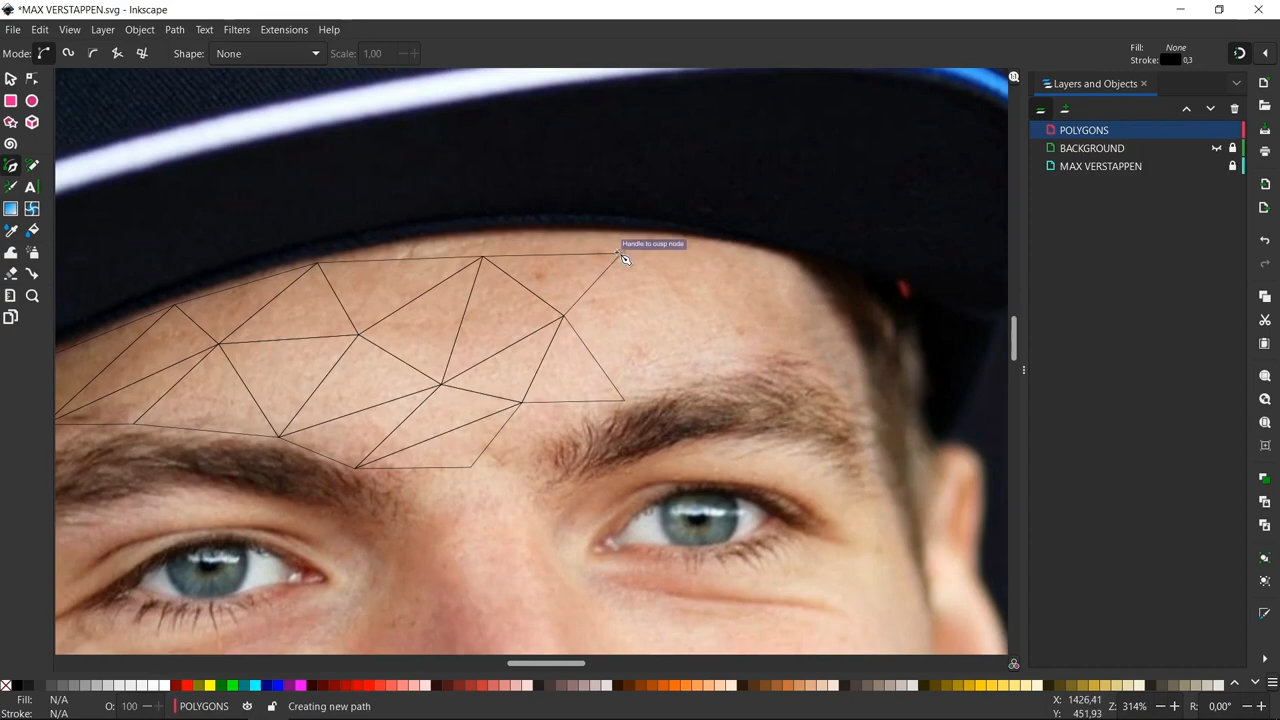 *MAX VERSTAPPEN.svg - Inkscape
File Edit View Layer Object Path Text Filters Extensions Help
Mode: Shape: None Scale: 1,00 Fill: None
Stroke: 0,3
Layers and Objects
POLYGONS
BACKGROUND
MAX VERSTAPPEN
Handle to cusp node
Fill: N/A
Stroke: N/A
O: 100 POLYGONS Creating new path
X: 1426,41
Y: 451,93
Z: 314% R: 0,00°